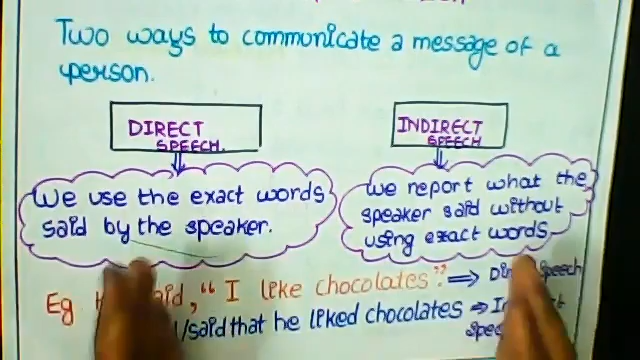 Two ways to communicate a message of a
person.
DIRECT
SPEECH.
INDIRECT
SPEECH
We use the exact words
said by the speaker.
We report what the
speaker said without
using exact words
Eg said, "I like chocolates". ⇒ Speech
/said that he liked chocolates ⇒